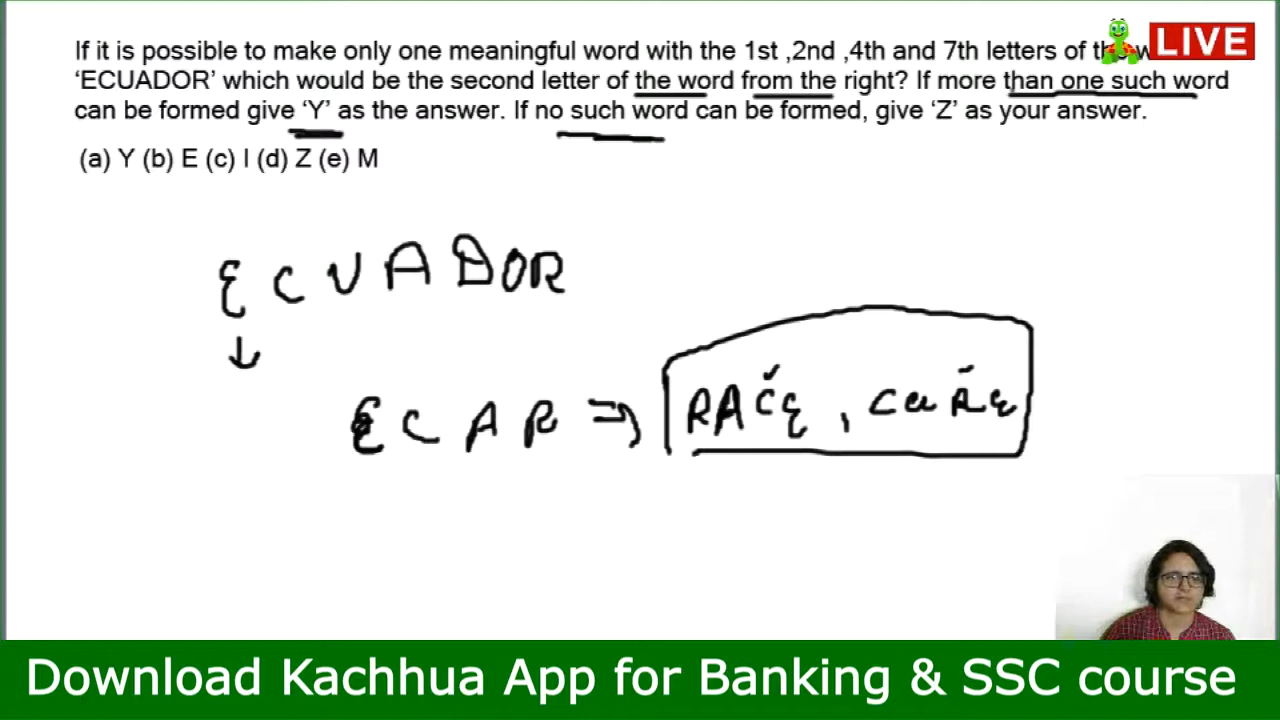 If it is possible to make only one meaningful word with the 1st ,2nd ,4th and 7th letters of the w
LIVE
‘ECUADOR’ which would be the second letter of the word from the right? If more than one such word
can be formed give ‘Y’ as the answer. If no such word can be formed, give ‘Z’ as your answer.
(a) Y (b) E (c) I (d) Z (e) M
ECUADOR
↓
ECAR ⇒ RACE , CARE
Download Kachhua App for Banking & SSC course